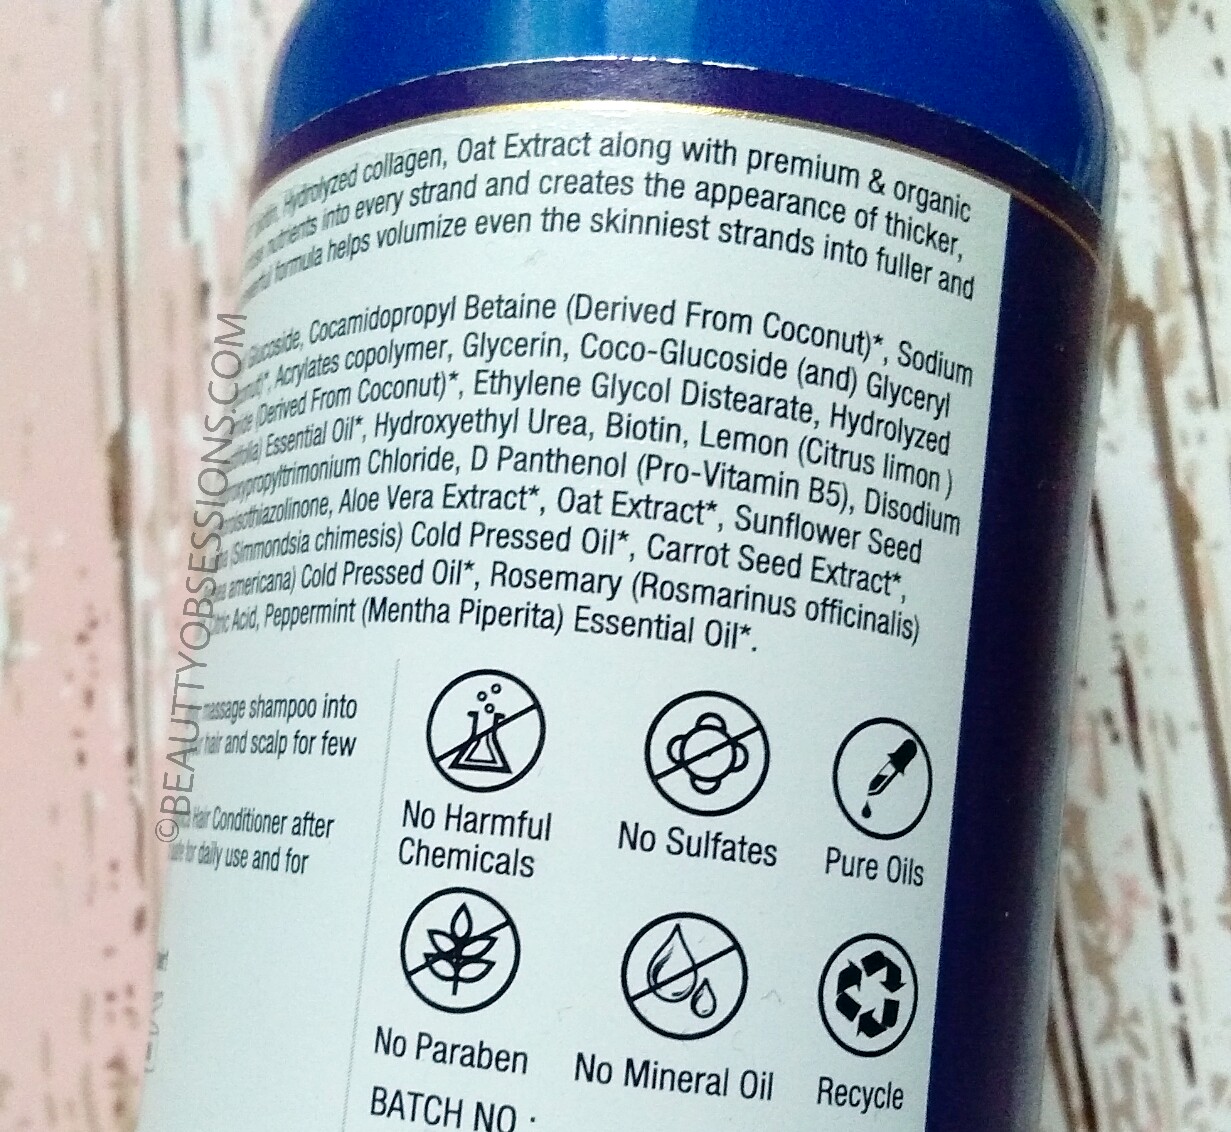 Hydrolyzed collagen, Oat Extract along with premium & organic
nutrients into every strand and creates the appearance of thicker,
formula helps volumize even the skinniest strands into fuller and
Glucoside, Cocamidopropyl Betaine (Derived From Coconut)*, Sodium
Acrylates copolymer, Glycerin, Coco-Glucoside (and) Glyceryl
(Derived From Coconut)*, Ethylene Glycol Distearate, Hydrolyzed
Essential Oil*, Hydroxyethyl Urea, Biotin, Lemon (Citrus limon )
Chloride, D Panthenol (Pro-Vitamin B5), Disodium
Aloe Vera Extract*, Oat Extract*, Sunflower Seed
(Simmondsia chimesis) Cold Pressed Oil*, Carrot Seed Extract*,
americana) Cold Pressed Oil*, Rosemary (Rosmarinus officinalis)
Acid, Peppermint (Mentha Piperita) Essential Oil*.
massage shampoo into
hair and scalp for few
Hair Conditioner after
for daily use and for
No Harmful
Chemicals
No Sulfates
Pure Oils
No Paraben
No Mineral Oil
Recycle
BATCH NO
©BEAUTTYOBSESSIONS.COM